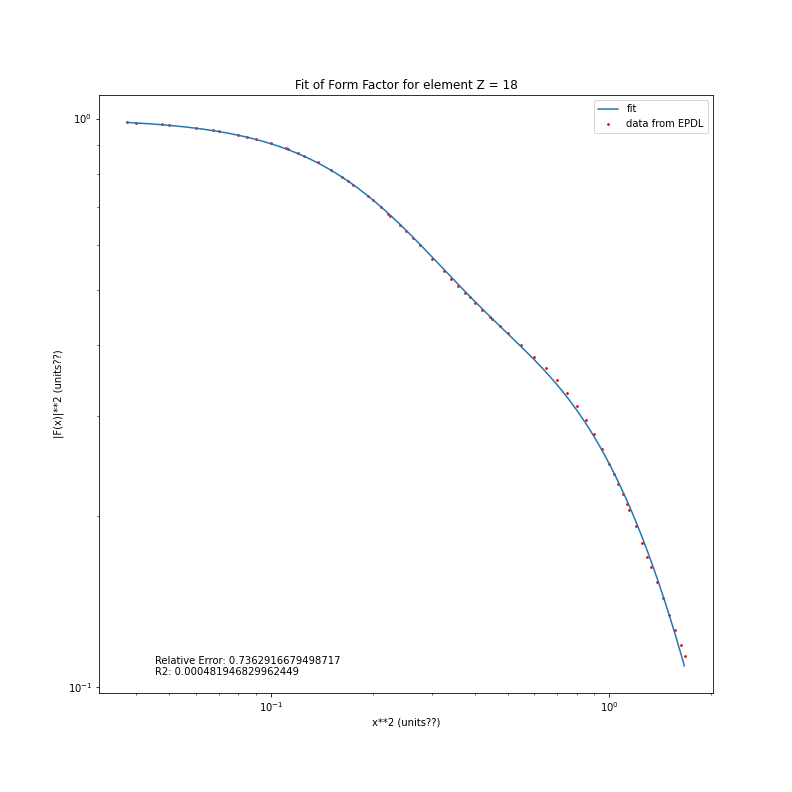 Fit of Form Factor for element Z = 18
fit
data from EPDL
10⁰
|F(x)|**2 (units??)
Relative Error: 0.7362916679498717
R2: 0.000481946829962449
10⁻¹
10⁻¹
10⁰
x**2 (units??)